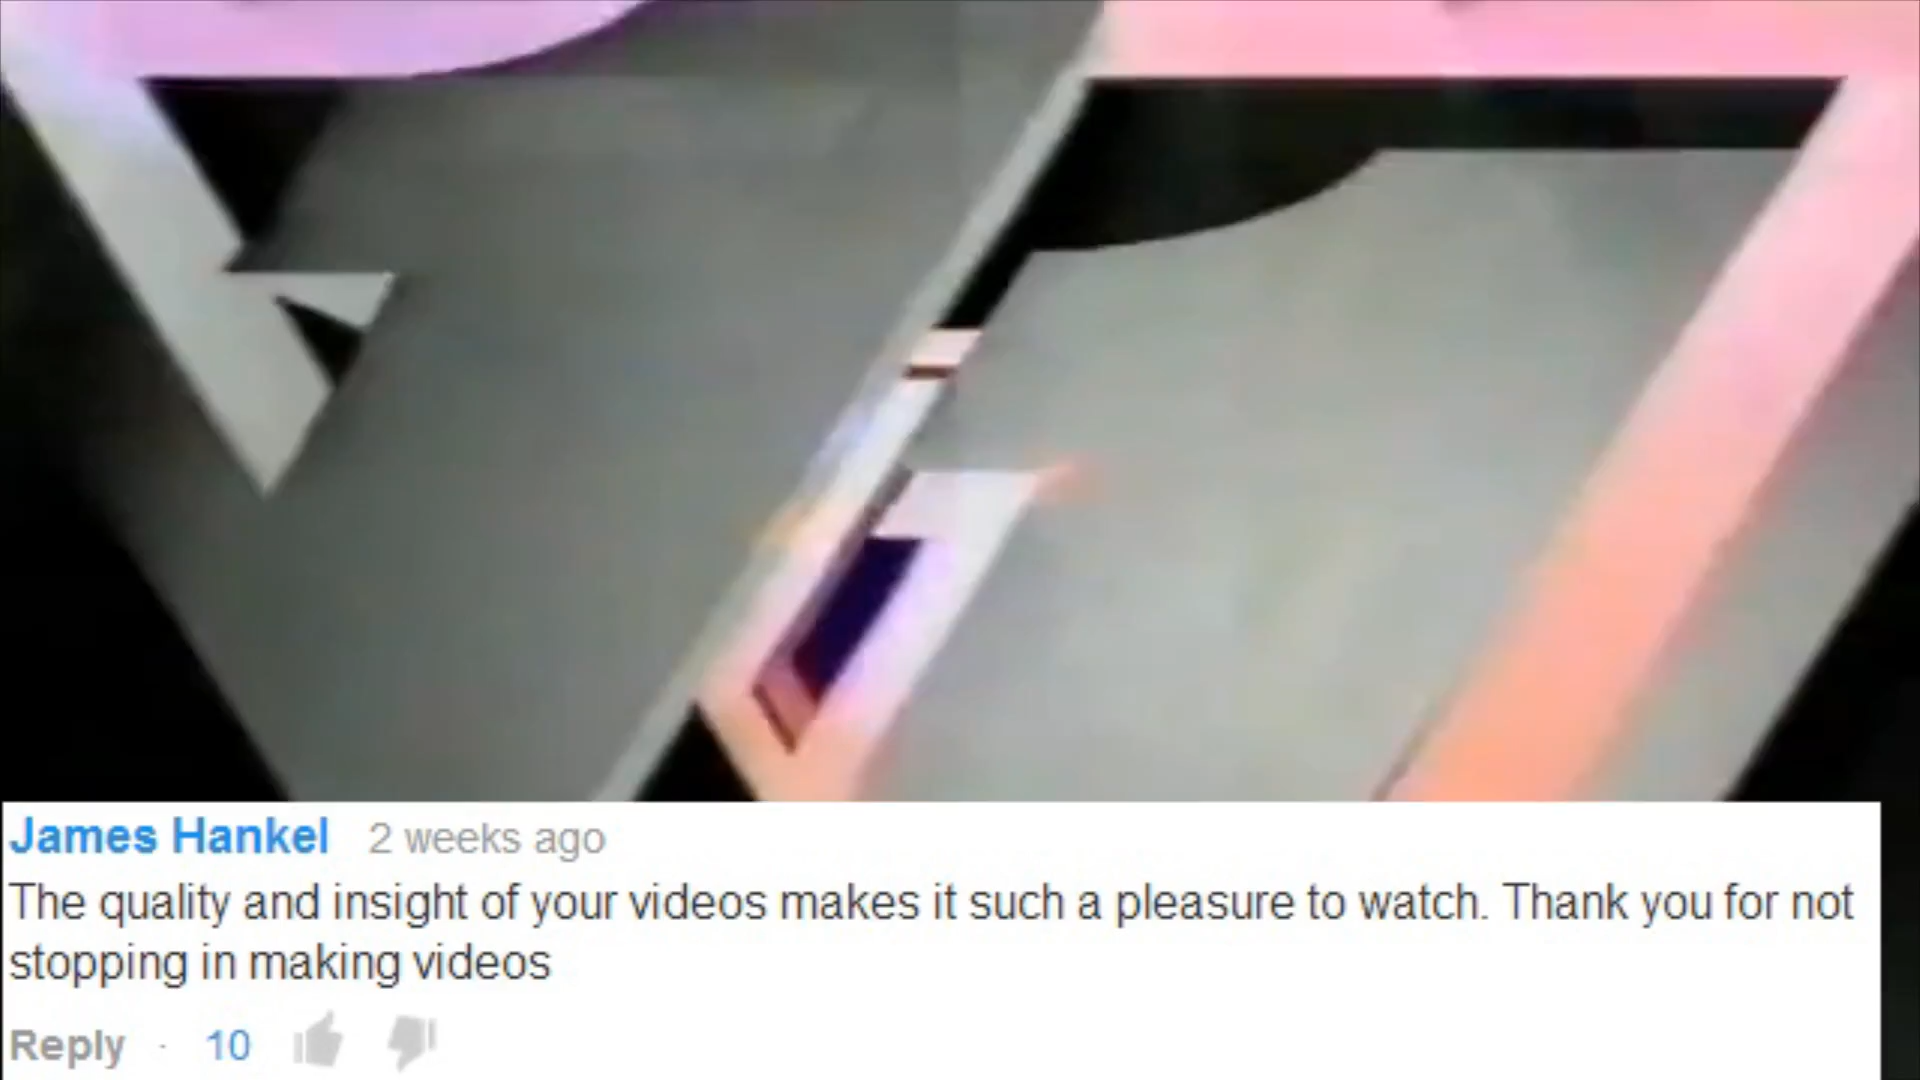 James Hankel 2 weeks ago
The quality and insight of your videos makes it such a pleasure to watch. Thank you for not
stopping in making videos
Reply · 10